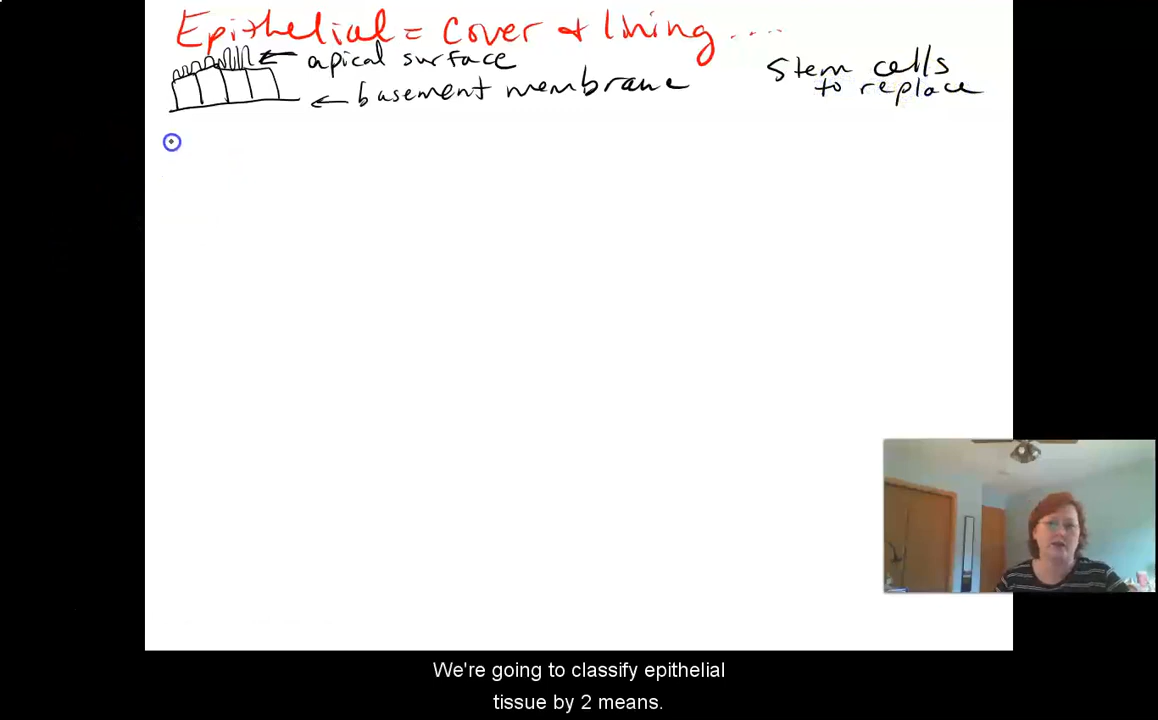 Epithelial = cover & lining ....
← apical surface
← basement membrane
Stem cells
to replace
We're going to classify epithelial
tissue by 2 means.